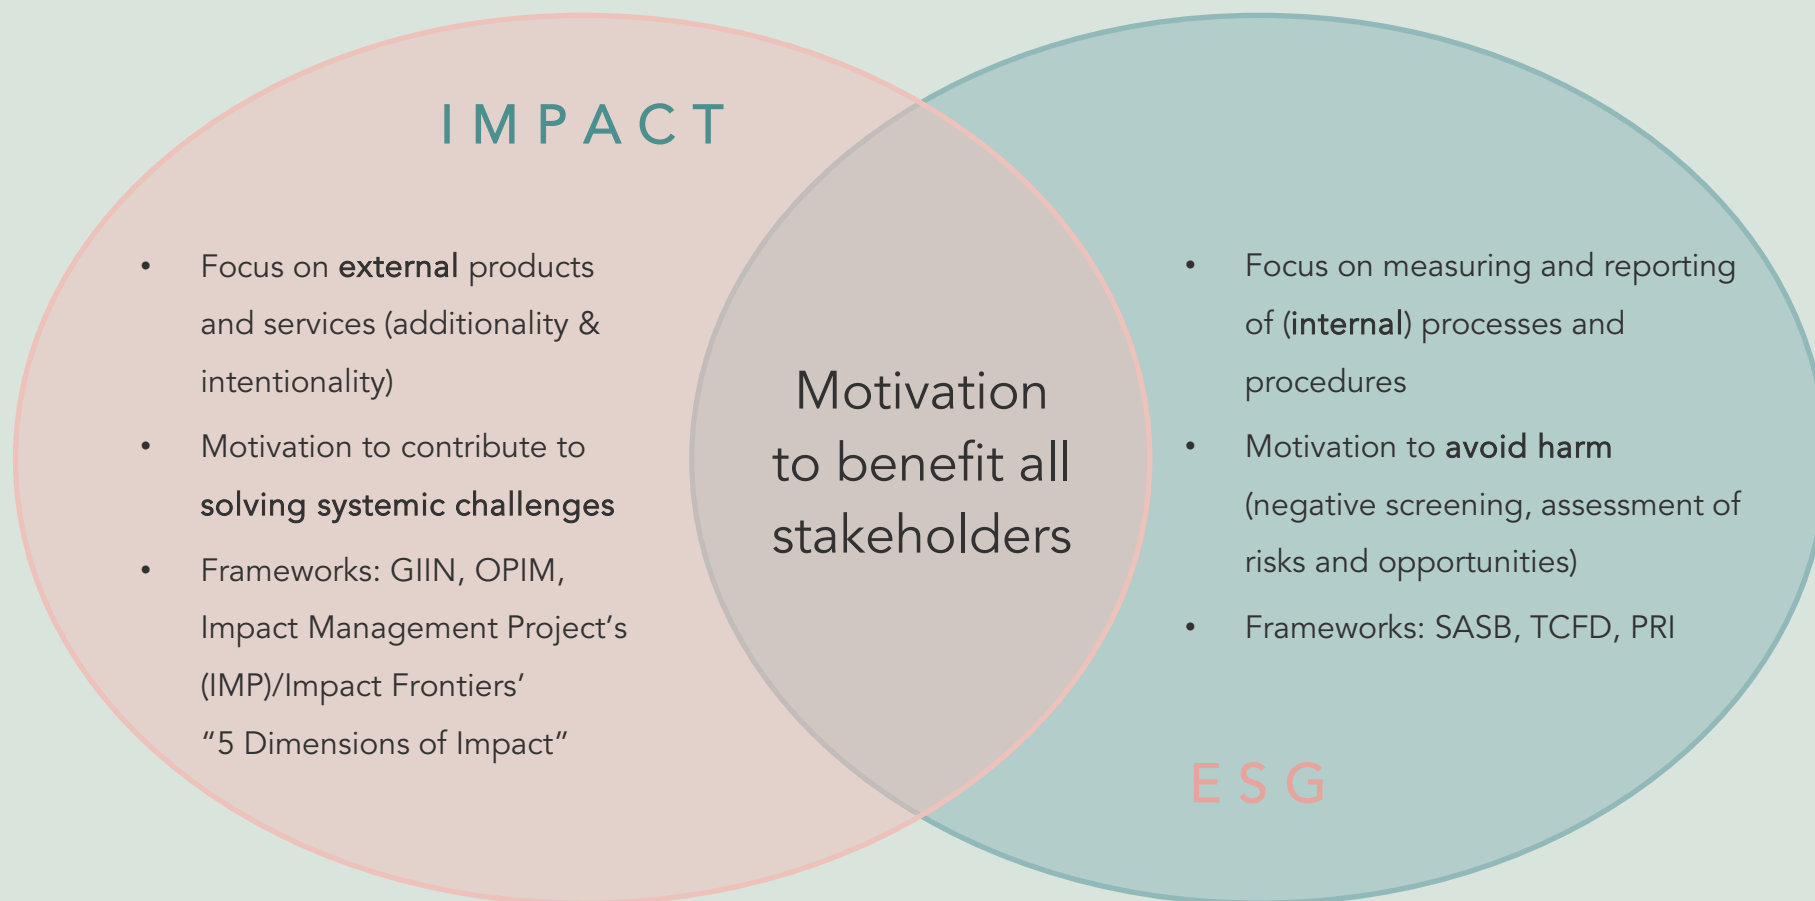 IMPACT
• Focus on external products
and services (additionality &
intentionality)
• Motivation to contribute to
solving systemic challenges
• Frameworks: GIIN, OPIM,
Impact Management Project’s
(IMP)/Impact Frontiers’
“5 Dimensions of Impact”
Motivation
to benefit all
stakeholders
• Focus on measuring and reporting
of (internal) processes and
procedures
• Motivation to avoid harm
(negative screening, assessment of
risks and opportunities)
• Frameworks: SASB, TCFD, PRI
ESG